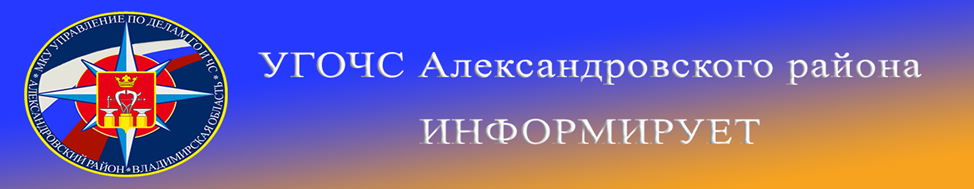 * МКУ УПРАВЛЕНИЕ ПО ДЕЛАМ ГО И ЧС *
АЛЕКСАНДРОВСКИЙ РАЙОН * ВЛАДИМИРСКАЯ ОБЛАСТЬ
УГОЧС Александровского района
ИНФОРМИРУЕТ